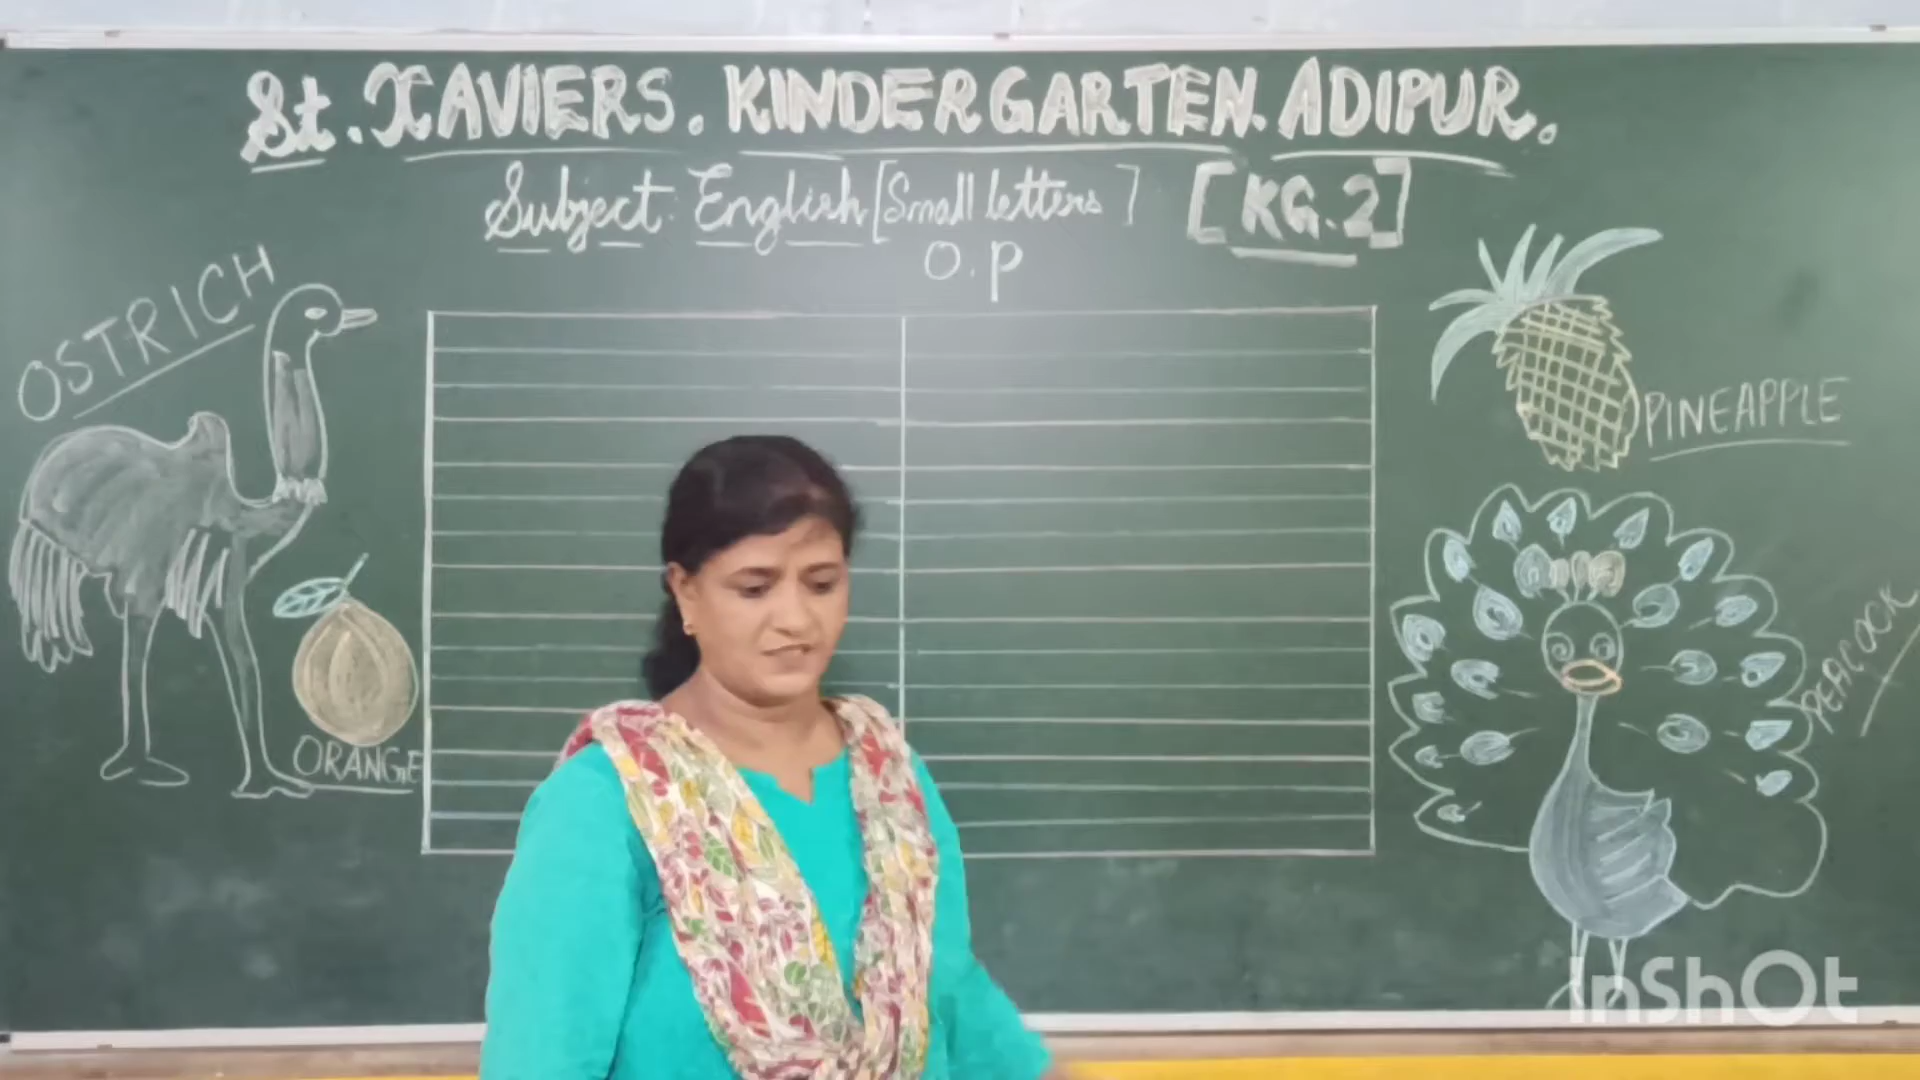 St. XAVIERS. KINDERGARTEN. ADIPUR.
Subject: English [Small letters] [KG.2]
O. p
OSTRICH
ORANGE
PINEAPPLE
PEACOCK
InShOt